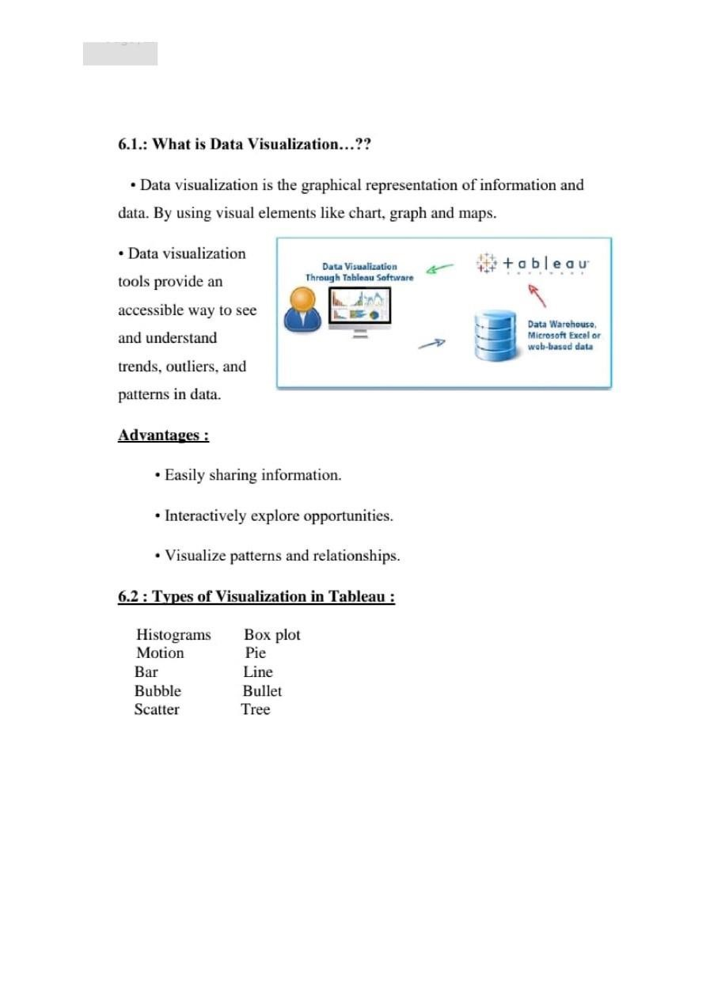 6.1.: What is Data Visualization…??
• Data visualization is the graphical representation of information and
data. By using visual elements like chart, graph and maps.
• Data visualization
tools provide an
accessible way to see
and understand
trends, outliers, and
patterns in data.
Data Visualization
Through Tableau Software
+ableau
SOFTWARE
Data Warehouse,
Microsoft Excel or
web-based data
Advantages :
• Easily sharing information.
• Interactively explore opportunities.
• Visualize patterns and relationships.
6.2 : Types of Visualization in Tableau :
Histograms Box plot
Motion Pie
Bar Line
Bubble Bullet
Scatter Tree